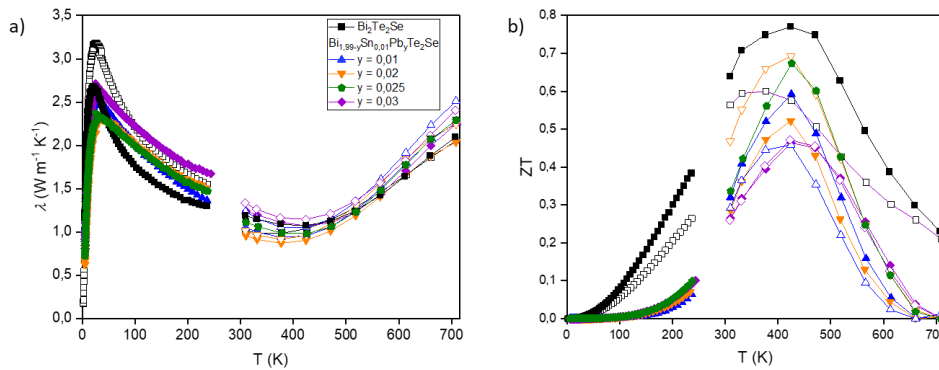 a)
3,5
3,0
2,5
2,0
1,5
1,0
0,5
0,0
λ (W m⁻¹ K⁻¹)
0 100 200 300 400 500 600 700
T (K)
Bi₂Te₂Se
Bi₁,₉₉₋ᵧSn₀,₀₁PbᵧTe₂Se
y = 0,01
y = 0,02
y = 0,025
y = 0,03
b)
0,8
0,7
0,6
0,5
0,4
0,3
0,2
0,1
0,0
ZT
0 100 200 300 400 500 600 700
T (K)